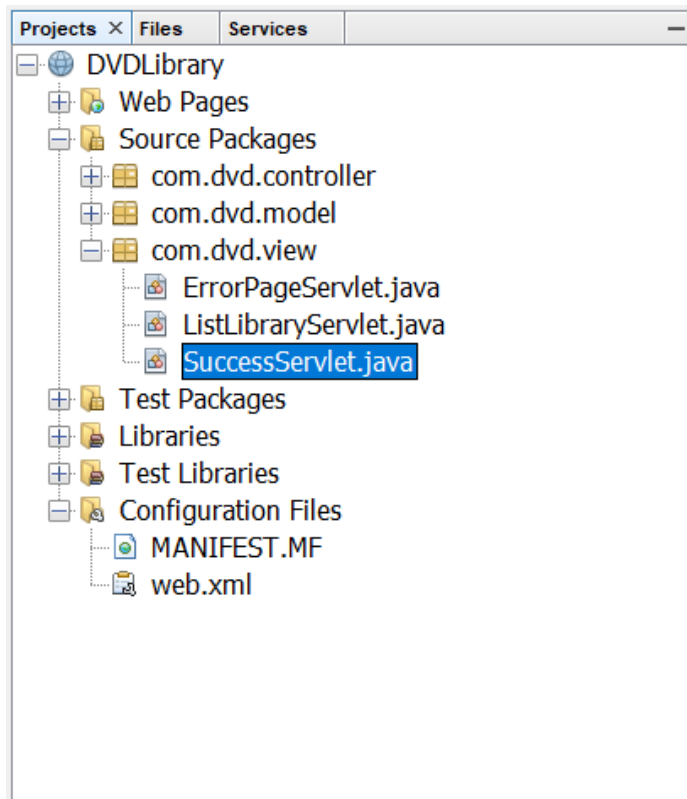 Projects Files Services
DVDLibrary
Web Pages
Source Packages
com.dvd.controller
com.dvd.model
com.dvd.view
ErrorPageServlet.java
ListLibraryServlet.java
SuccessServlet.java
Test Packages
Libraries
Test Libraries
Configuration Files
MANIFEST.MF
web.xml